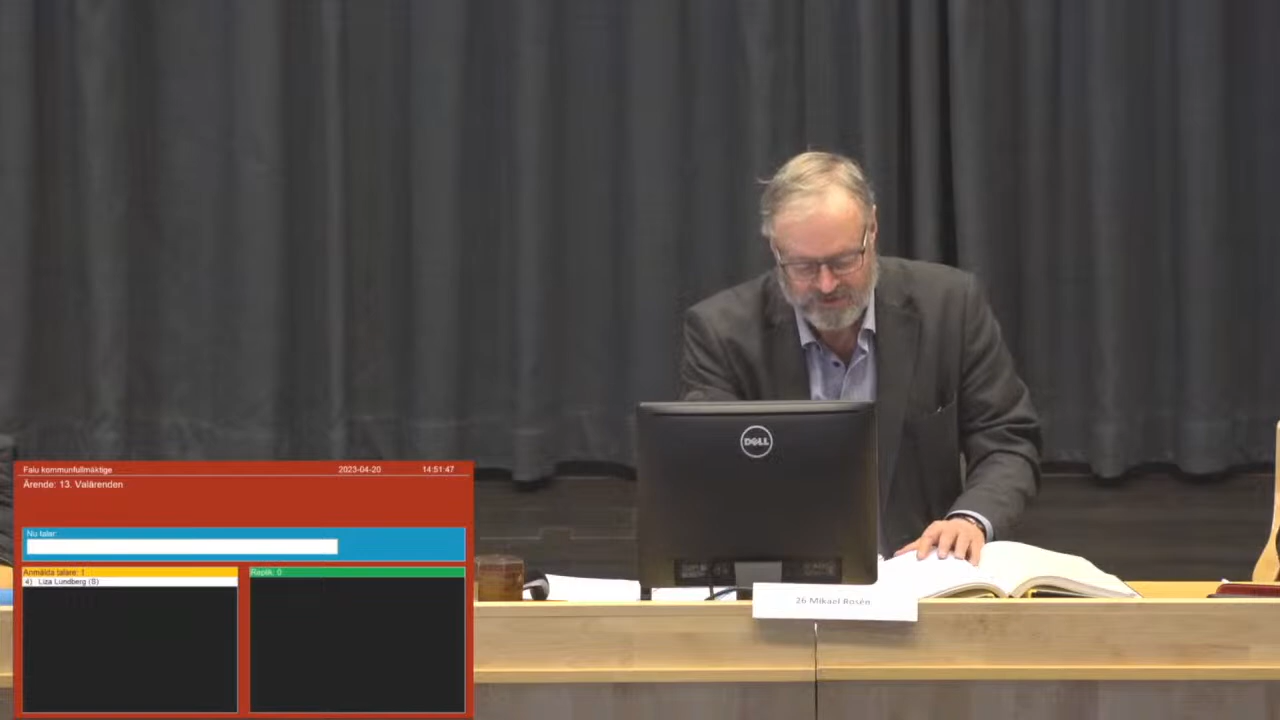 Falu kommunfullmäktige 2023-04-20 14:51:47
Ärende: 13. Valärenden
Nu talar:
Anmälda talare: 1
Replik: 0
4) Liza Lundberg (S)
DELL
26 Mikael Rosén